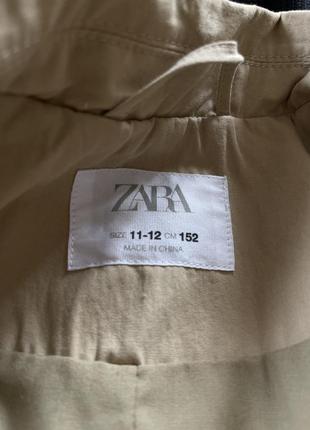 ZARA
SIZE 11-12 CM 152
MADE IN CHINA